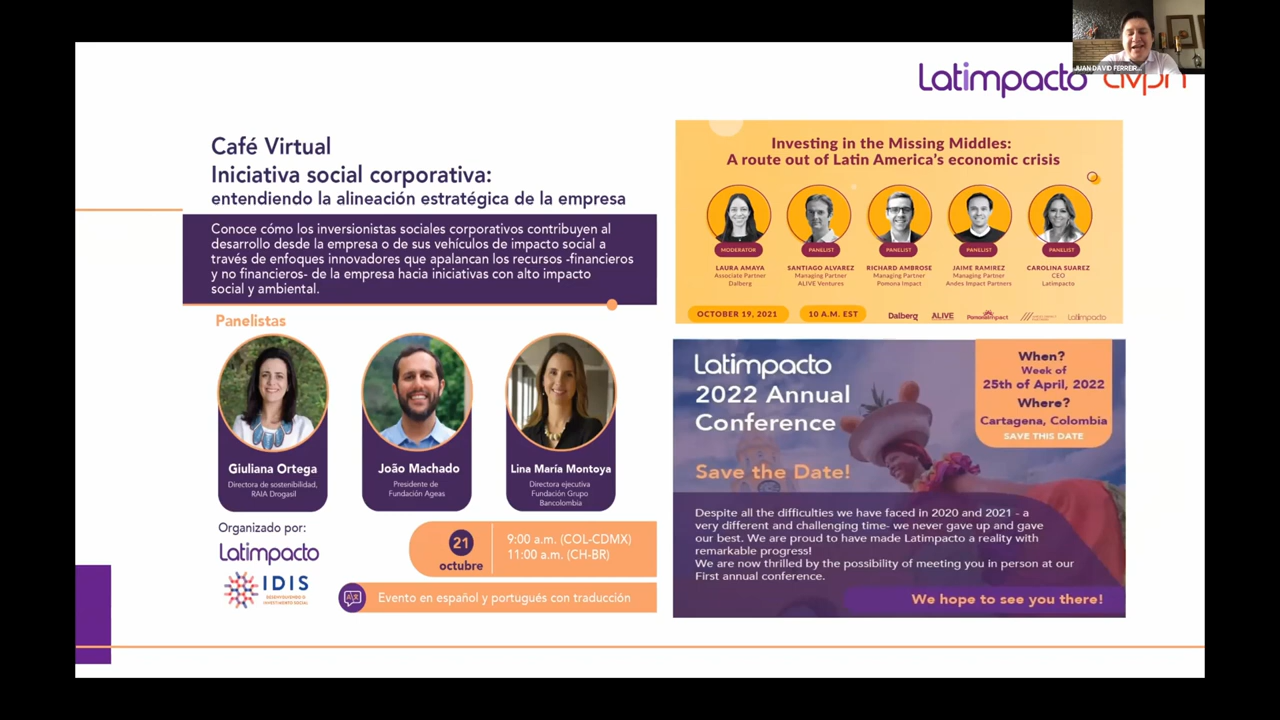 JUAN DAVID FERREIR...
Latimpacto avpn
Café Virtual
Iniciativa social corporativa:
entendiendo la alineación estratégica de la empresa
Conoce cómo los inversionistas sociales corporativos contribuyen al
desarrollo desde la empresa o de sus vehículos de impacto social a
través de enfoques innovadores que apalancan los recursos -financieros
y no financieros- de la empresa hacia iniciativas con alto impacto
social y ambiental.
Panelistas
Giuliana Ortega
Directora de sostenibilidad,
RAIA Drogasil
João Machado
Presidente de
Fundación Ageas
Lina María Montoya
Directora ejecutiva
Fundación Grupo
Bancolombia
Organizado por:
Latimpacto
IDIS
DESENVOLVENDO O
INVESTIMENTO SOCIAL
21
octubre
9:00 a.m. (COL-CDMX)
11:00 a.m. (CH-BR)
Evento en español y portugués con traducción
Investing in the Missing Middles:
A route out of Latin America's economic crisis
MODERATOR
LAURA AMAYA
Associate Partner
Dalberg
PANELIST
SANTIAGO ALVAREZ
Managing Partner
ALIVE Ventures
PANELIST
RICHARD AMBROSE
Managing Partner
Pomona Impact
PANELIST
JAIME RAMIREZ
Managing Partner
Andes Impact Partners
PANELIST
CAROLINA SUAREZ
CEO
Latimpacto
OCTOBER 19, 2021
10 A.M. EST
Dalberg ALIVE PomonaImpact Latimpacto
Latimpacto
2022 Annual
Conference
Save the Date!
When?
Week of
25th of April, 2022
Where?
Cartagena, Colombia
SAVE THIS DATE
Despite all the difficulties we have faced in 2020 and 2021 - a
very different and challenging time- we never gave up and gave
our best. We are proud to have made Latimpacto a reality with
remarkable progress!
We are now thrilled by the possibility of meeting you in person at our
First annual conference.
We hope to see you there!